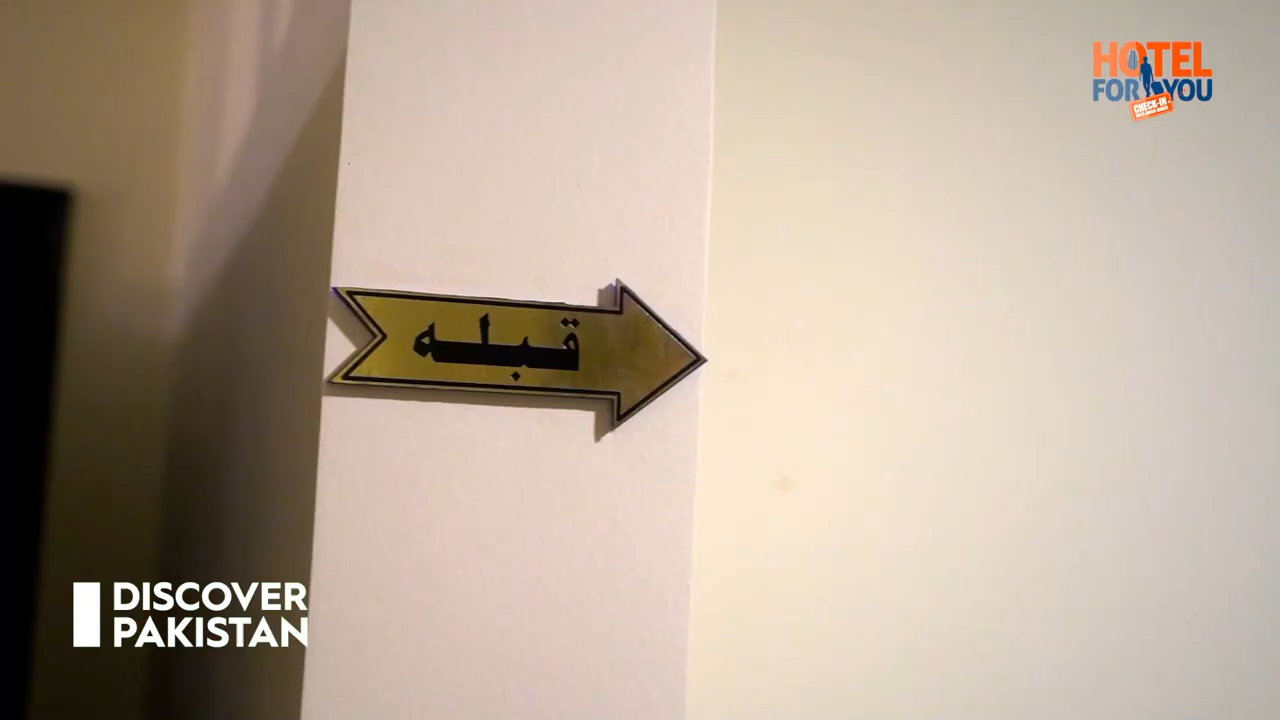 HOTEL
FOR YOU
CHECK-IN
قبله
DISCOVER
PAKISTAN